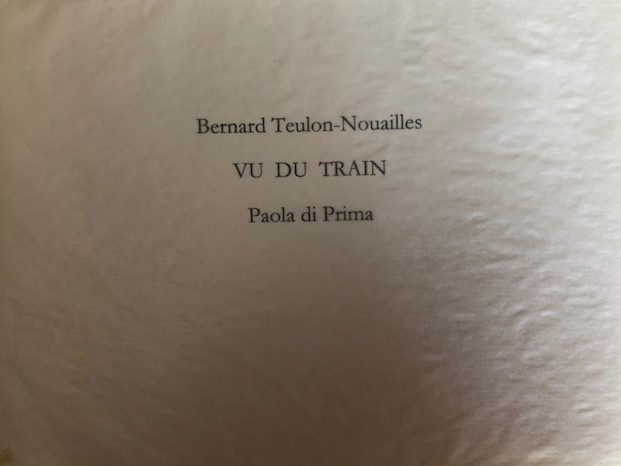 Bernard Teulon-Nouailles
VU DU TRAIN
Paola di Prima